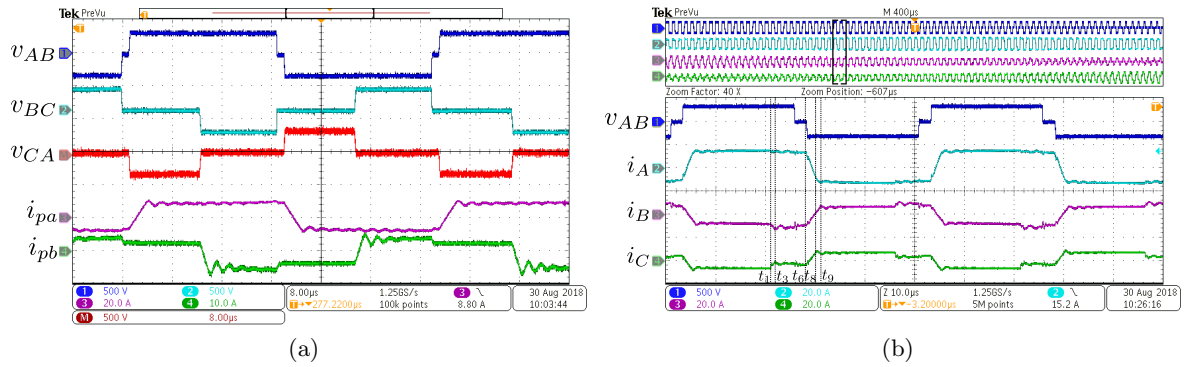 Tek PreVu
v_AB
v_BC
v_CA
i_pa
i_pb
1 500 V 2 500 V
3 20.0 A 4 10.0 A
8.00μs 1.25GS/s 3 \
T→▼277.2200μs 100k points 8.80 A
30 Aug 2018
10:03:44
M 500 V 8.00μs
(a)
Tek PreVu M 400μs
Zoom Factor: 40 X Zoom Position: −607μs
v_AB
i_A
i_B
i_C
t_1 t_3 t_6 t_8 t_9
1 500 V 2 20.0 A
3 20.0 A 4 20.0 A
Z 10.0μs 1.25GS/s 2 \
T→▼−3.20000μs 5M points 15.2 A
30 Aug 2018
10:26:16
(b)